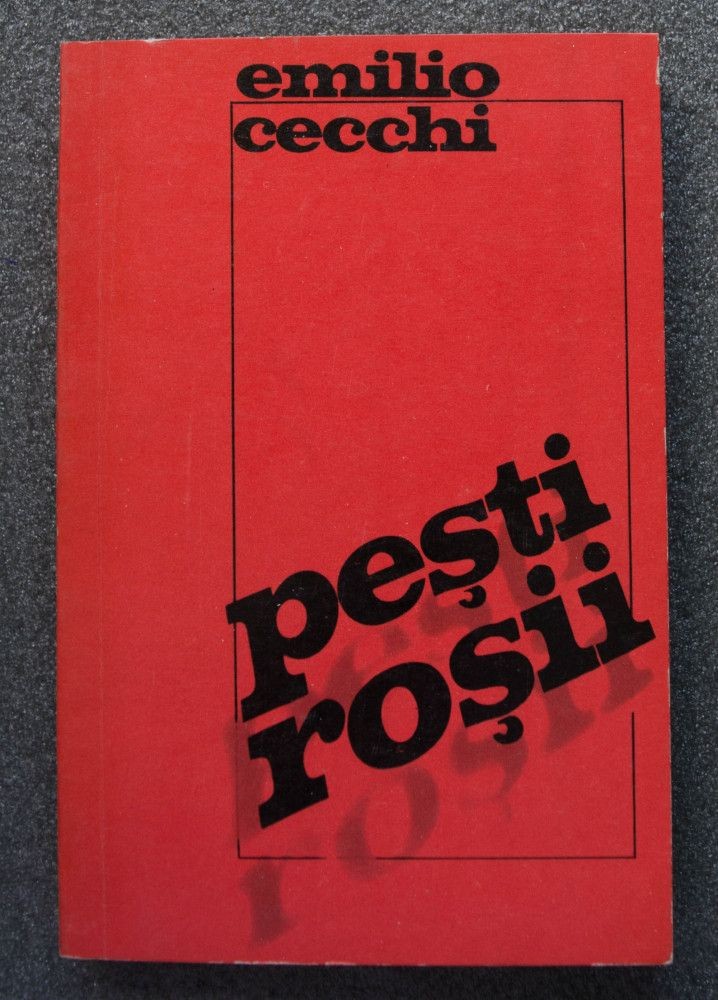 emilio
cecchi
pești
roșii